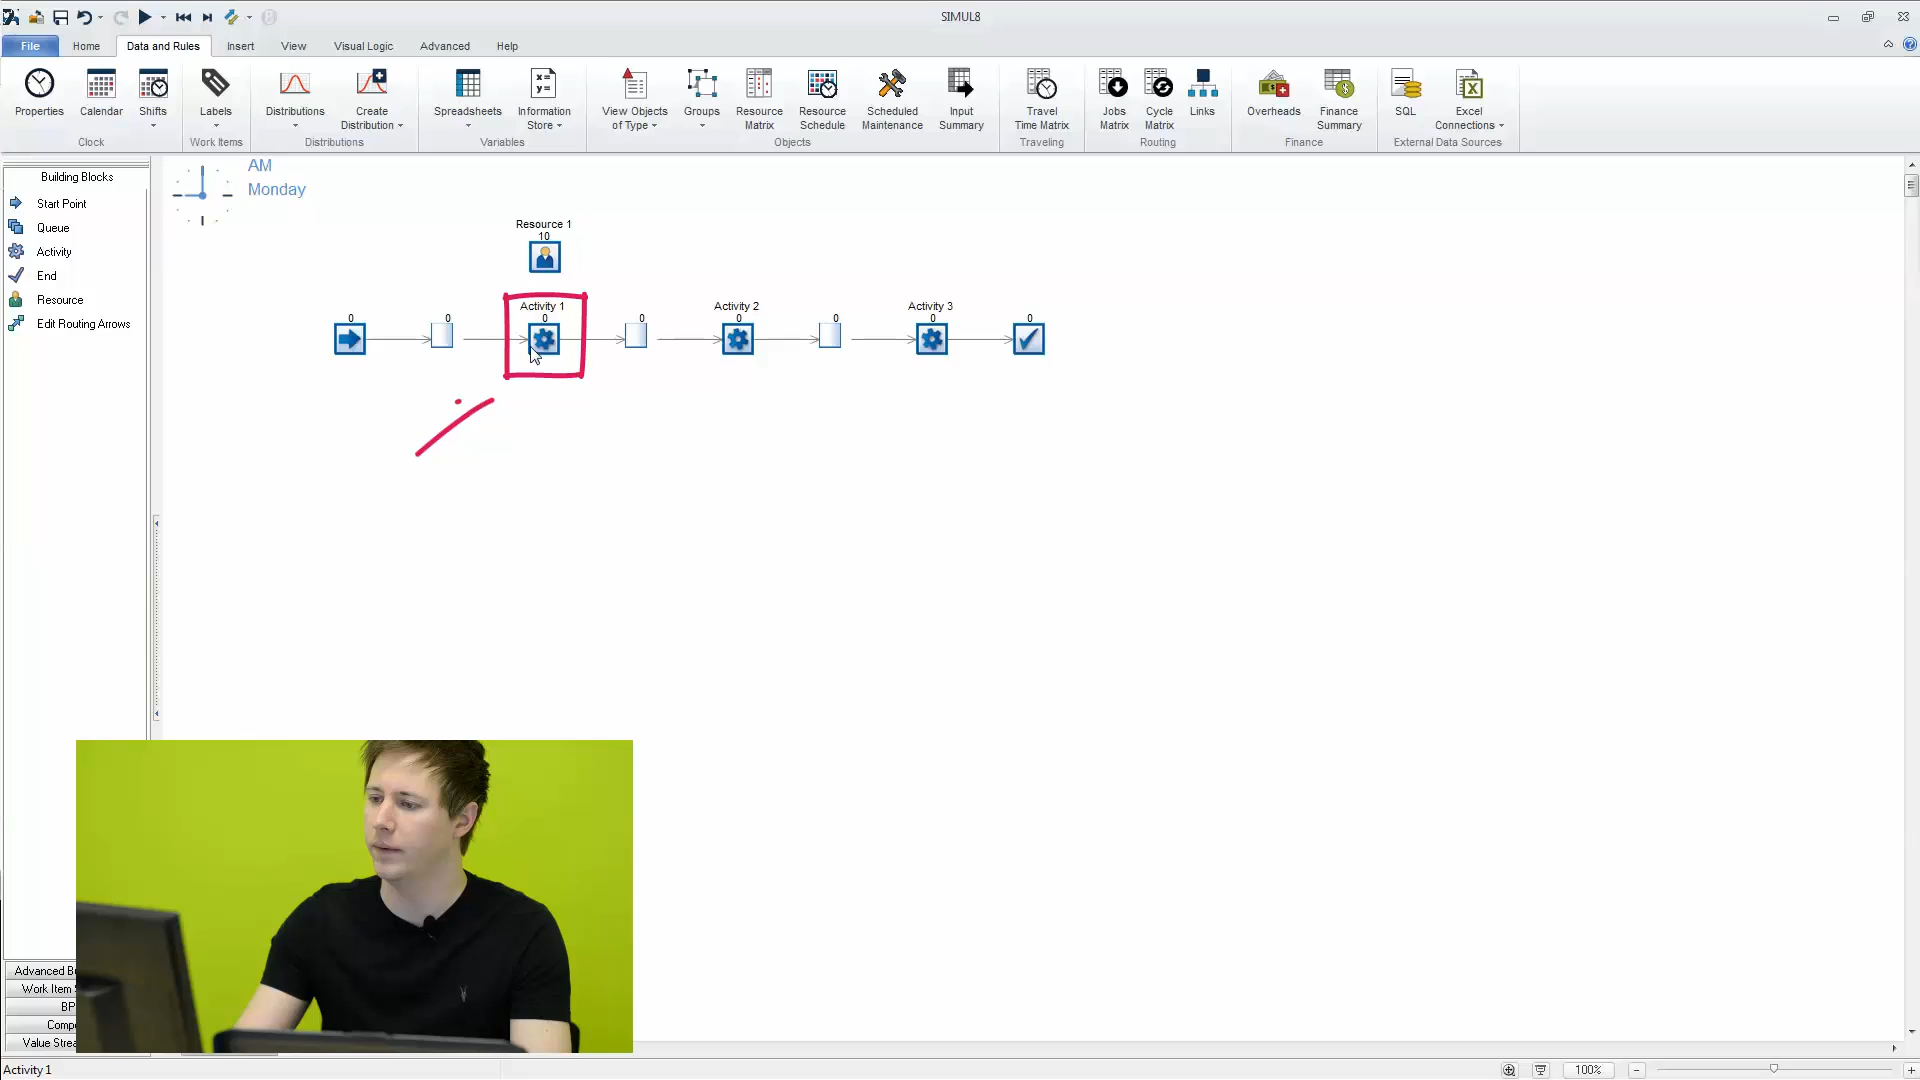 SIMUL8
File Home Data and Rules Insert View Visual Logic Advanced Help
Properties Calendar Shifts
Clock
Labels
Work Items
Distributions Create Distribution
Distributions
Spreadsheets Information Store
x=
y=
Variables
View Objects of Type Groups Resource Matrix Resource Schedule Scheduled Maintenance Input Summary
Objects
Travel Time Matrix
Traveling
Jobs Matrix Cycle Matrix Links
Routing
Overheads Finance Summary
Finance
SQL Excel Connections
External Data Sources
Building Blocks
Start Point
Queue
Activity
End
Resource
Edit Routing Arrows
AM
Monday
Resource 1
10
Activity 1 Activity 2 Activity 3
0 0 0 0 0 0 0 0
Advanced B
Work Item
BP
Comp
Value Strea
Activity 1
100%